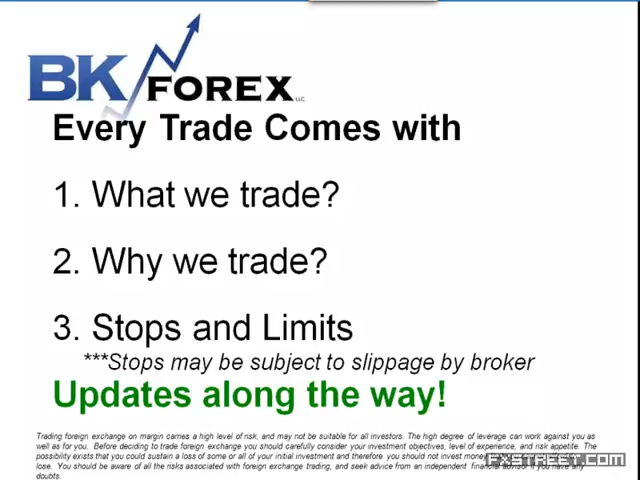 BK FOREX LLC
Every Trade Comes with
1. What we trade?
2. Why we trade?
3. Stops and Limits
***Stops may be subject to slippage by broker
Updates along the way!
Trading foreign exchange on margin carries a high level of risk, and may not be suitable for all investors. The high degree of leverage can work against you as
well as for you. Before deciding to trade foreign exchange you should carefully consider your investment objectives, level of experience, and risk appetite. The
possibility exists that you could sustain a loss of some or all of your initial investment and therefore you should not invest money
lose. You should be aware of all the risks associated with foreign exchange trading, and seek advice from an independent financial advisor if you have any
doubts.
FXSTREET.COM